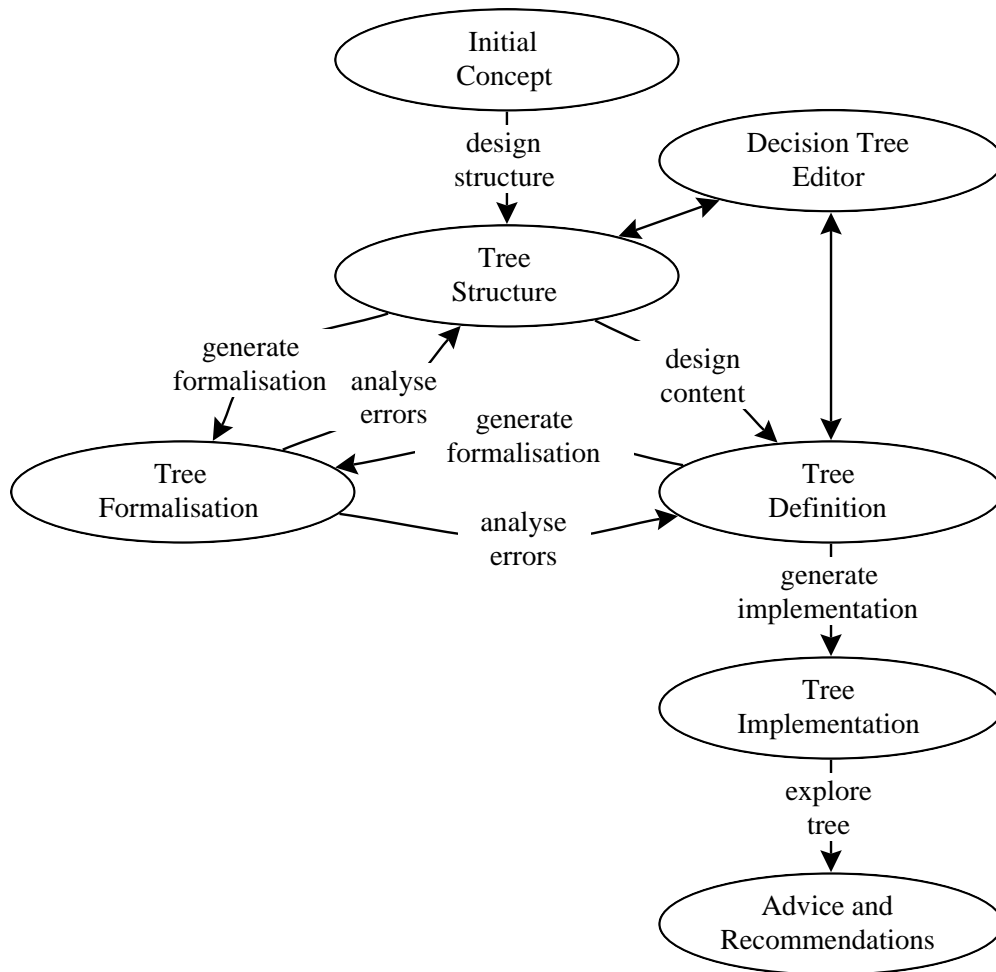 Initial
Concept
design
structure
Decision Tree
Editor
Tree
Structure
generate
formalisation
analyse
errors
design
content
generate
formalisation
Tree
Formalisation
Tree
Definition
analyse
errors
generate
implementation
Tree
Implementation
explore
tree
Advice and
Recommendations